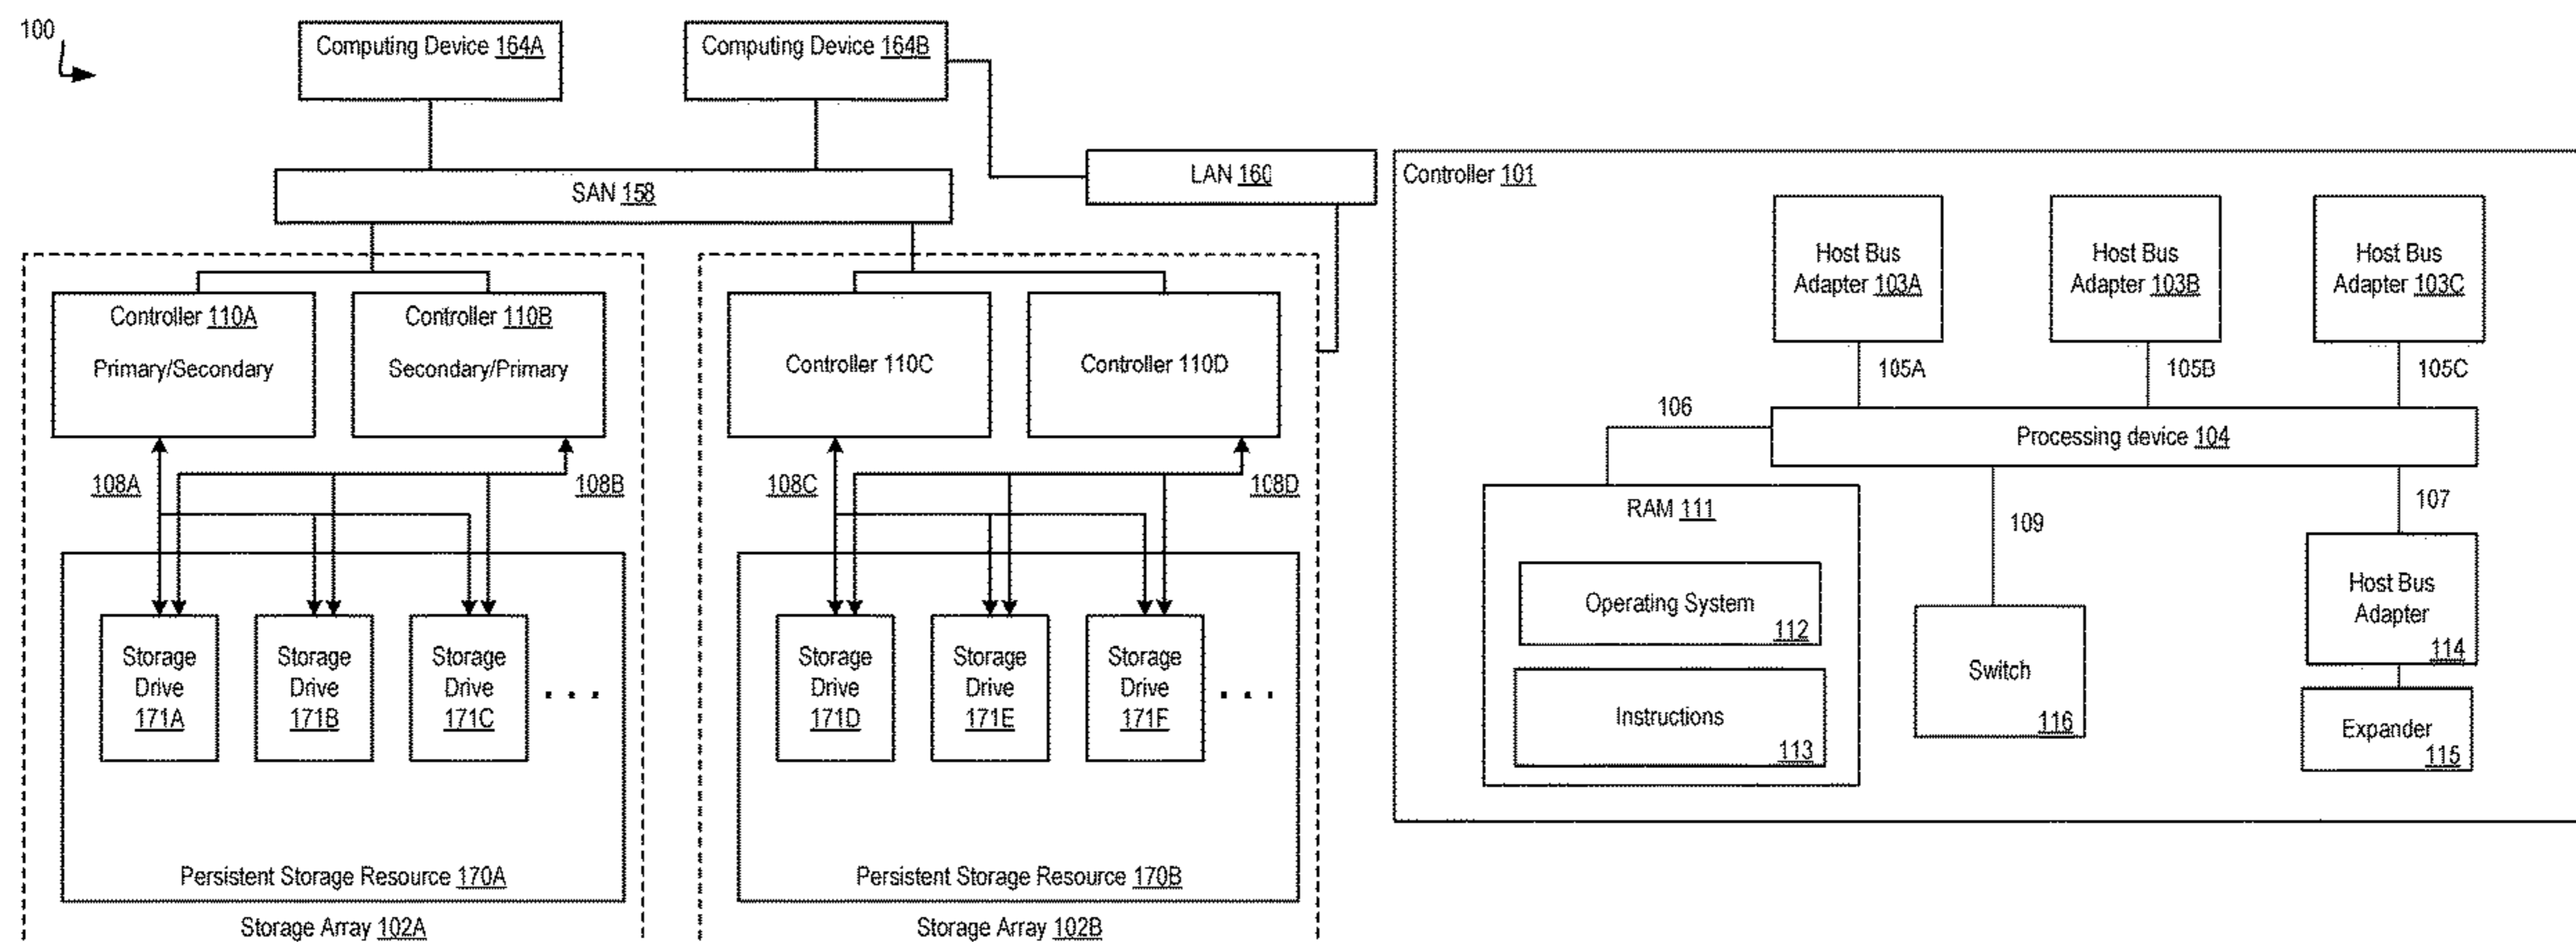 100
Computing Device 164A
Computing Device 164B
SAN 158
LAN 160
Controller 110A
Primary/Secondary
Controller 110B
Secondary/Primary
Controller 110C
Controller 110D
108A
108B
108C
108D
Storage
Drive
171A
Storage
Drive
171B
Storage
Drive
171C
...
Storage
Drive
171D
Storage
Drive
171E
Storage
Drive
171F
...
Persistent Storage Resource 170A
Persistent Storage Resource 170B
Storage Array 102A
Storage Array 102B
Controller 101
Host Bus
Adapter 103A
Host Bus
Adapter 103B
Host Bus
Adapter 103C
105A
105B
105C
106
Processing device 104
107
109
RAM 111
Operating System
112
Instructions
113
Switch
116
Host Bus
Adapter
114
Expander
115